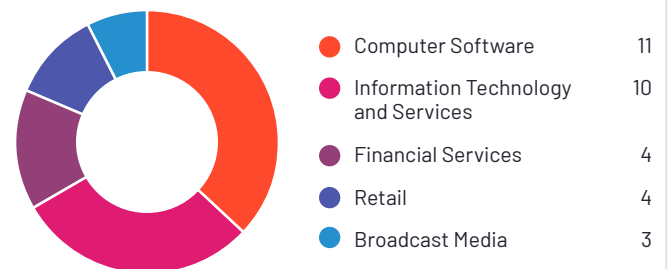 Computer Software 11
Information Technology 10
and Services
Financial Services 4
Retail 4
Broadcast Media 3